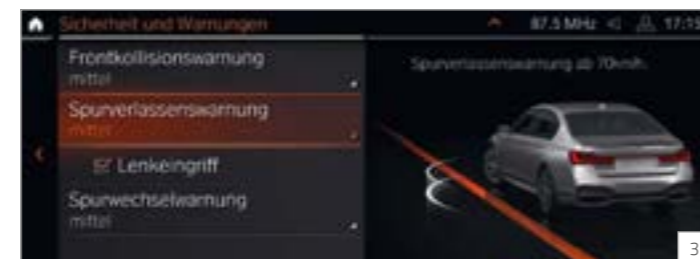 Sicherheit und Warnungen 87.5 MHz 17:15
Frontkollisionswarnung
mittel
Spurverlassenswarnung ab 70km/h.
Spurverlassenswarnung
mittel
Lenkeingriff
Spurwechselwarnung
mittel
3